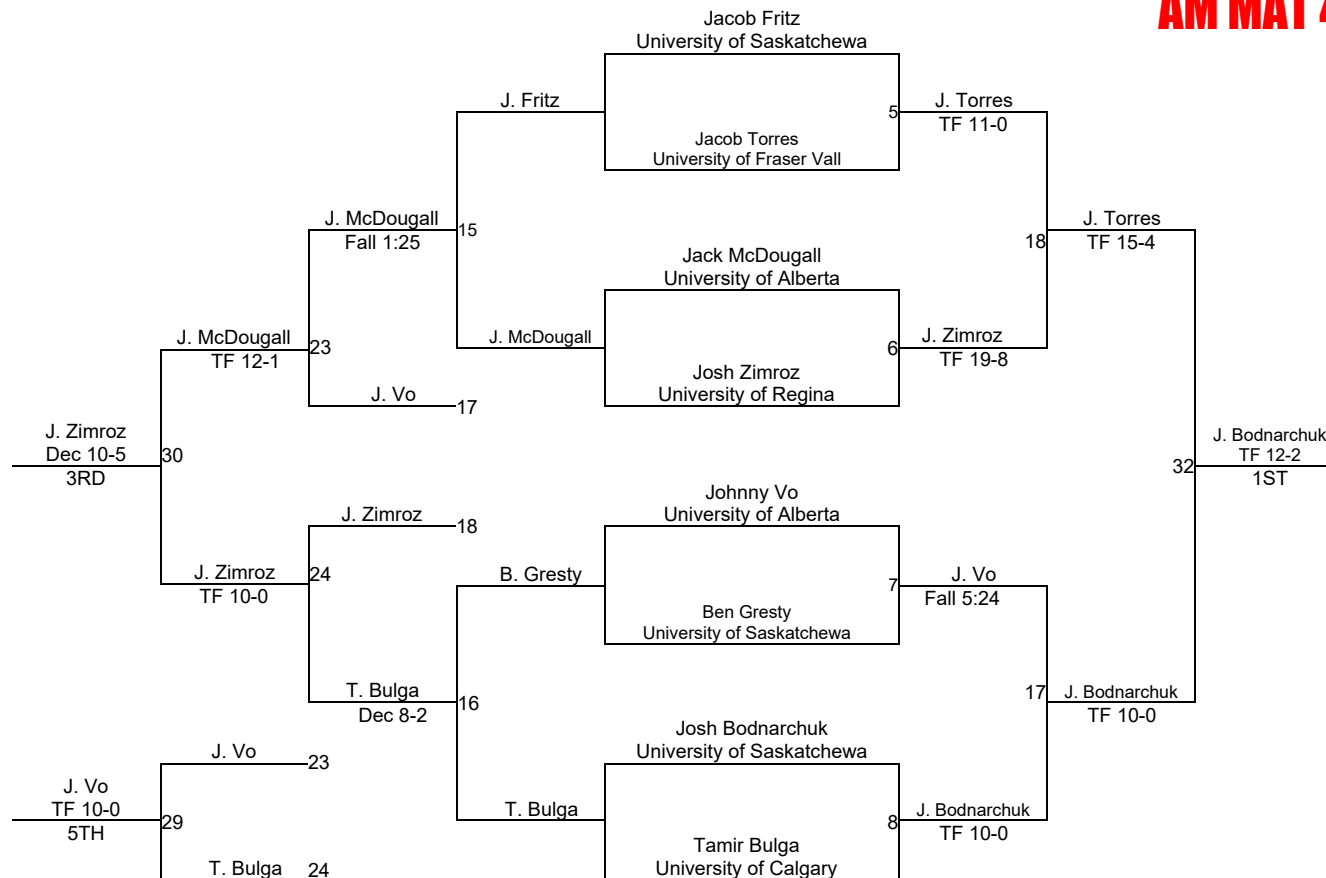 AM MAT 4
Jacob Fritz
University of Saskatchewa
J. Fritz
5
J. Torres
TF 11-0
Jacob Torres
University of Fraser Vall
J. McDougall
Fall 1:25
15
J. Torres
TF 15-4
18
Jack McDougall
University of Alberta
J. McDougall
TF 12-1
23
J. McDougall
6
J. Zimroz
TF 19-8
Josh Zimroz
University of Regina
J. Vo
17
J. Zimroz
Dec 10-5
3RD
30
J. Bodnarchuk
TF 12-2
1ST
32
Johnny Vo
University of Alberta
J. Zimroz
18
J. Zimroz
TF 10-0
24
B. Gresty
7
J. Vo
Fall 5:24
Ben Gresty
University of Saskatchewa
T. Bulga
Dec 8-2
16
17
J. Bodnarchuk
TF 10-0
Josh Bodnarchuk
University of Saskatchewa
J. Vo
23
J. Vo
TF 10-0
5TH
29
T. Bulga
8
J. Bodnarchuk
TF 10-0
Tamir Bulga
University of Calgary
T. Bulga
24